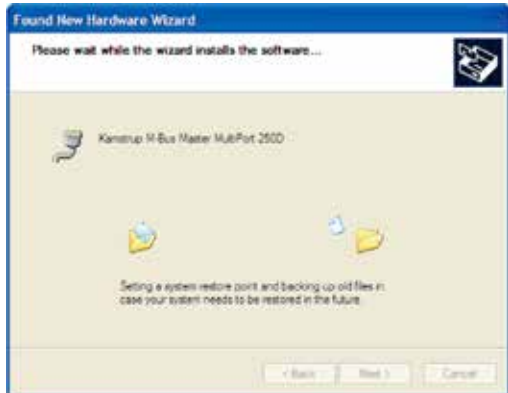 Found New Hardware Wizard
Please wait while the wizard installs the software...
Kamstrup M-Bus Master MultiPort 250D
Setting a system restore point and backing up old files in
case your system needs to be restored in the future.
< Back
Next >
Cancel